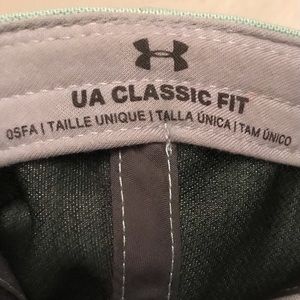 UA CLASSIC FIT
OSFA | TAILLE UNIQUE | TALLA ÚNICA | TAM ÚNICO